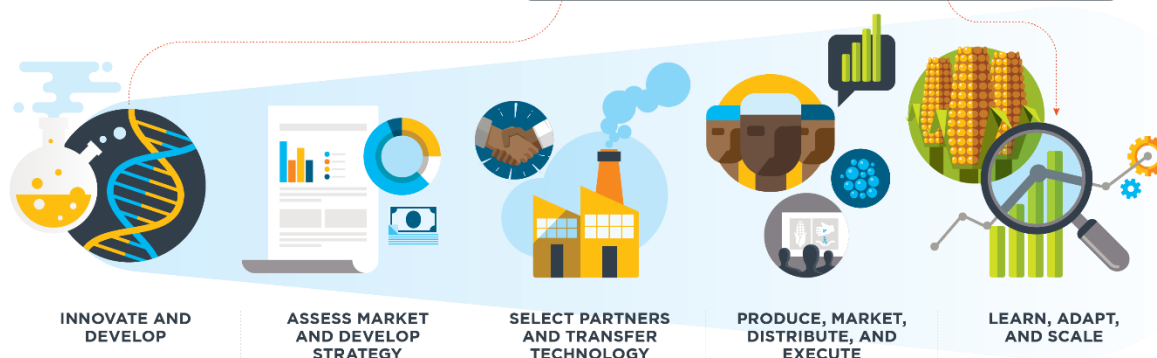 INNOVATE AND
DEVELOP
ASSESS MARKET
AND DEVELOP
STRATEGY
SELECT PARTNERS
AND TRANSFER
TECHNOLOGY
PRODUCE, MARKET,
DISTRIBUTE, AND
EXECUTE
LEARN, ADAPT,
AND SCALE